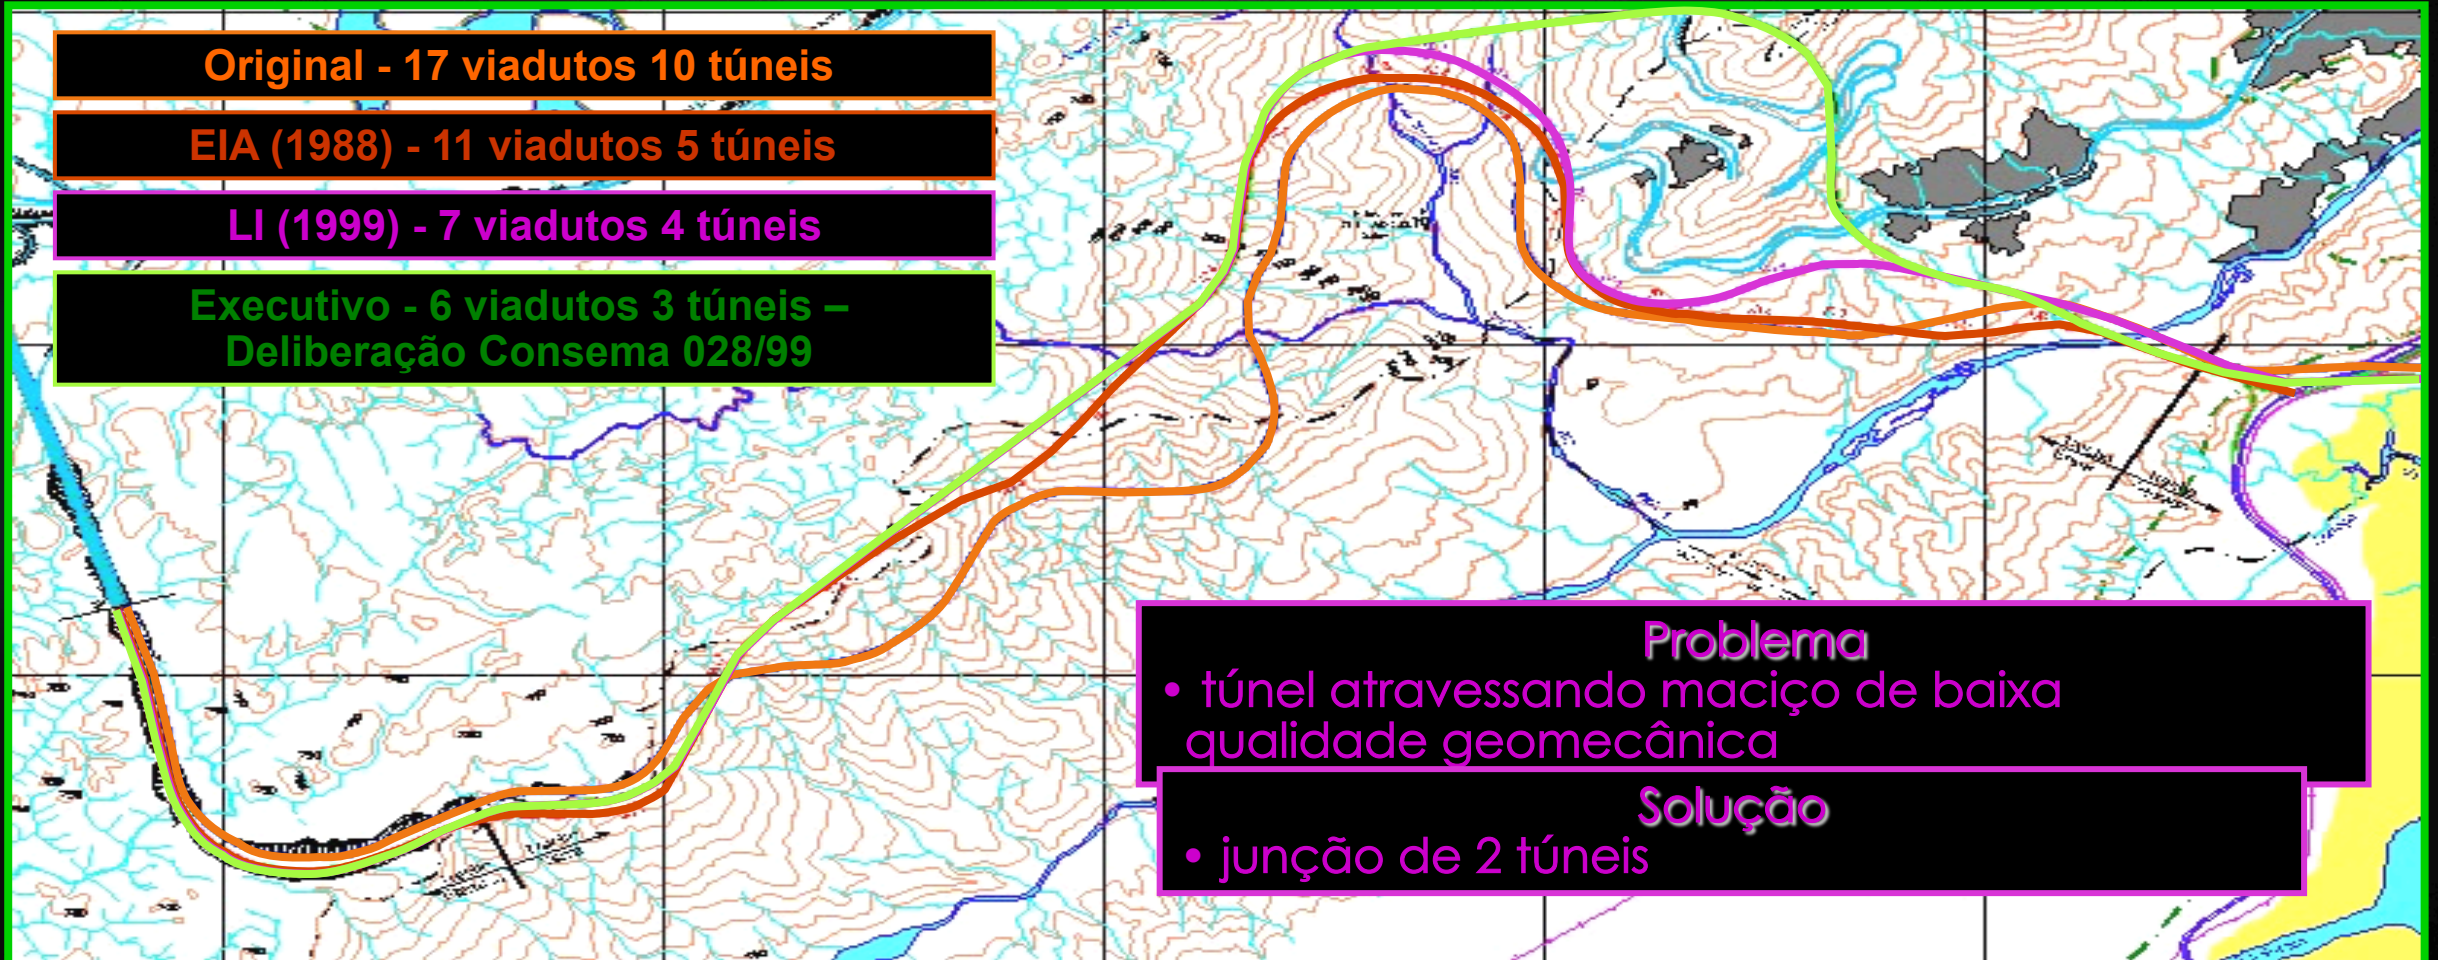 Original - 17 viadutos 10 túneis
EIA (1988) - 11 viadutos 5 túneis
LI (1999) - 7 viadutos 4 túneis
Executivo - 6 viadutos 3 túneis –
Deliberação Consema 028/99
Problema
• túnel atravessando maciço de baixa
qualidade geomecânica
Solução
• junção de 2 túneis